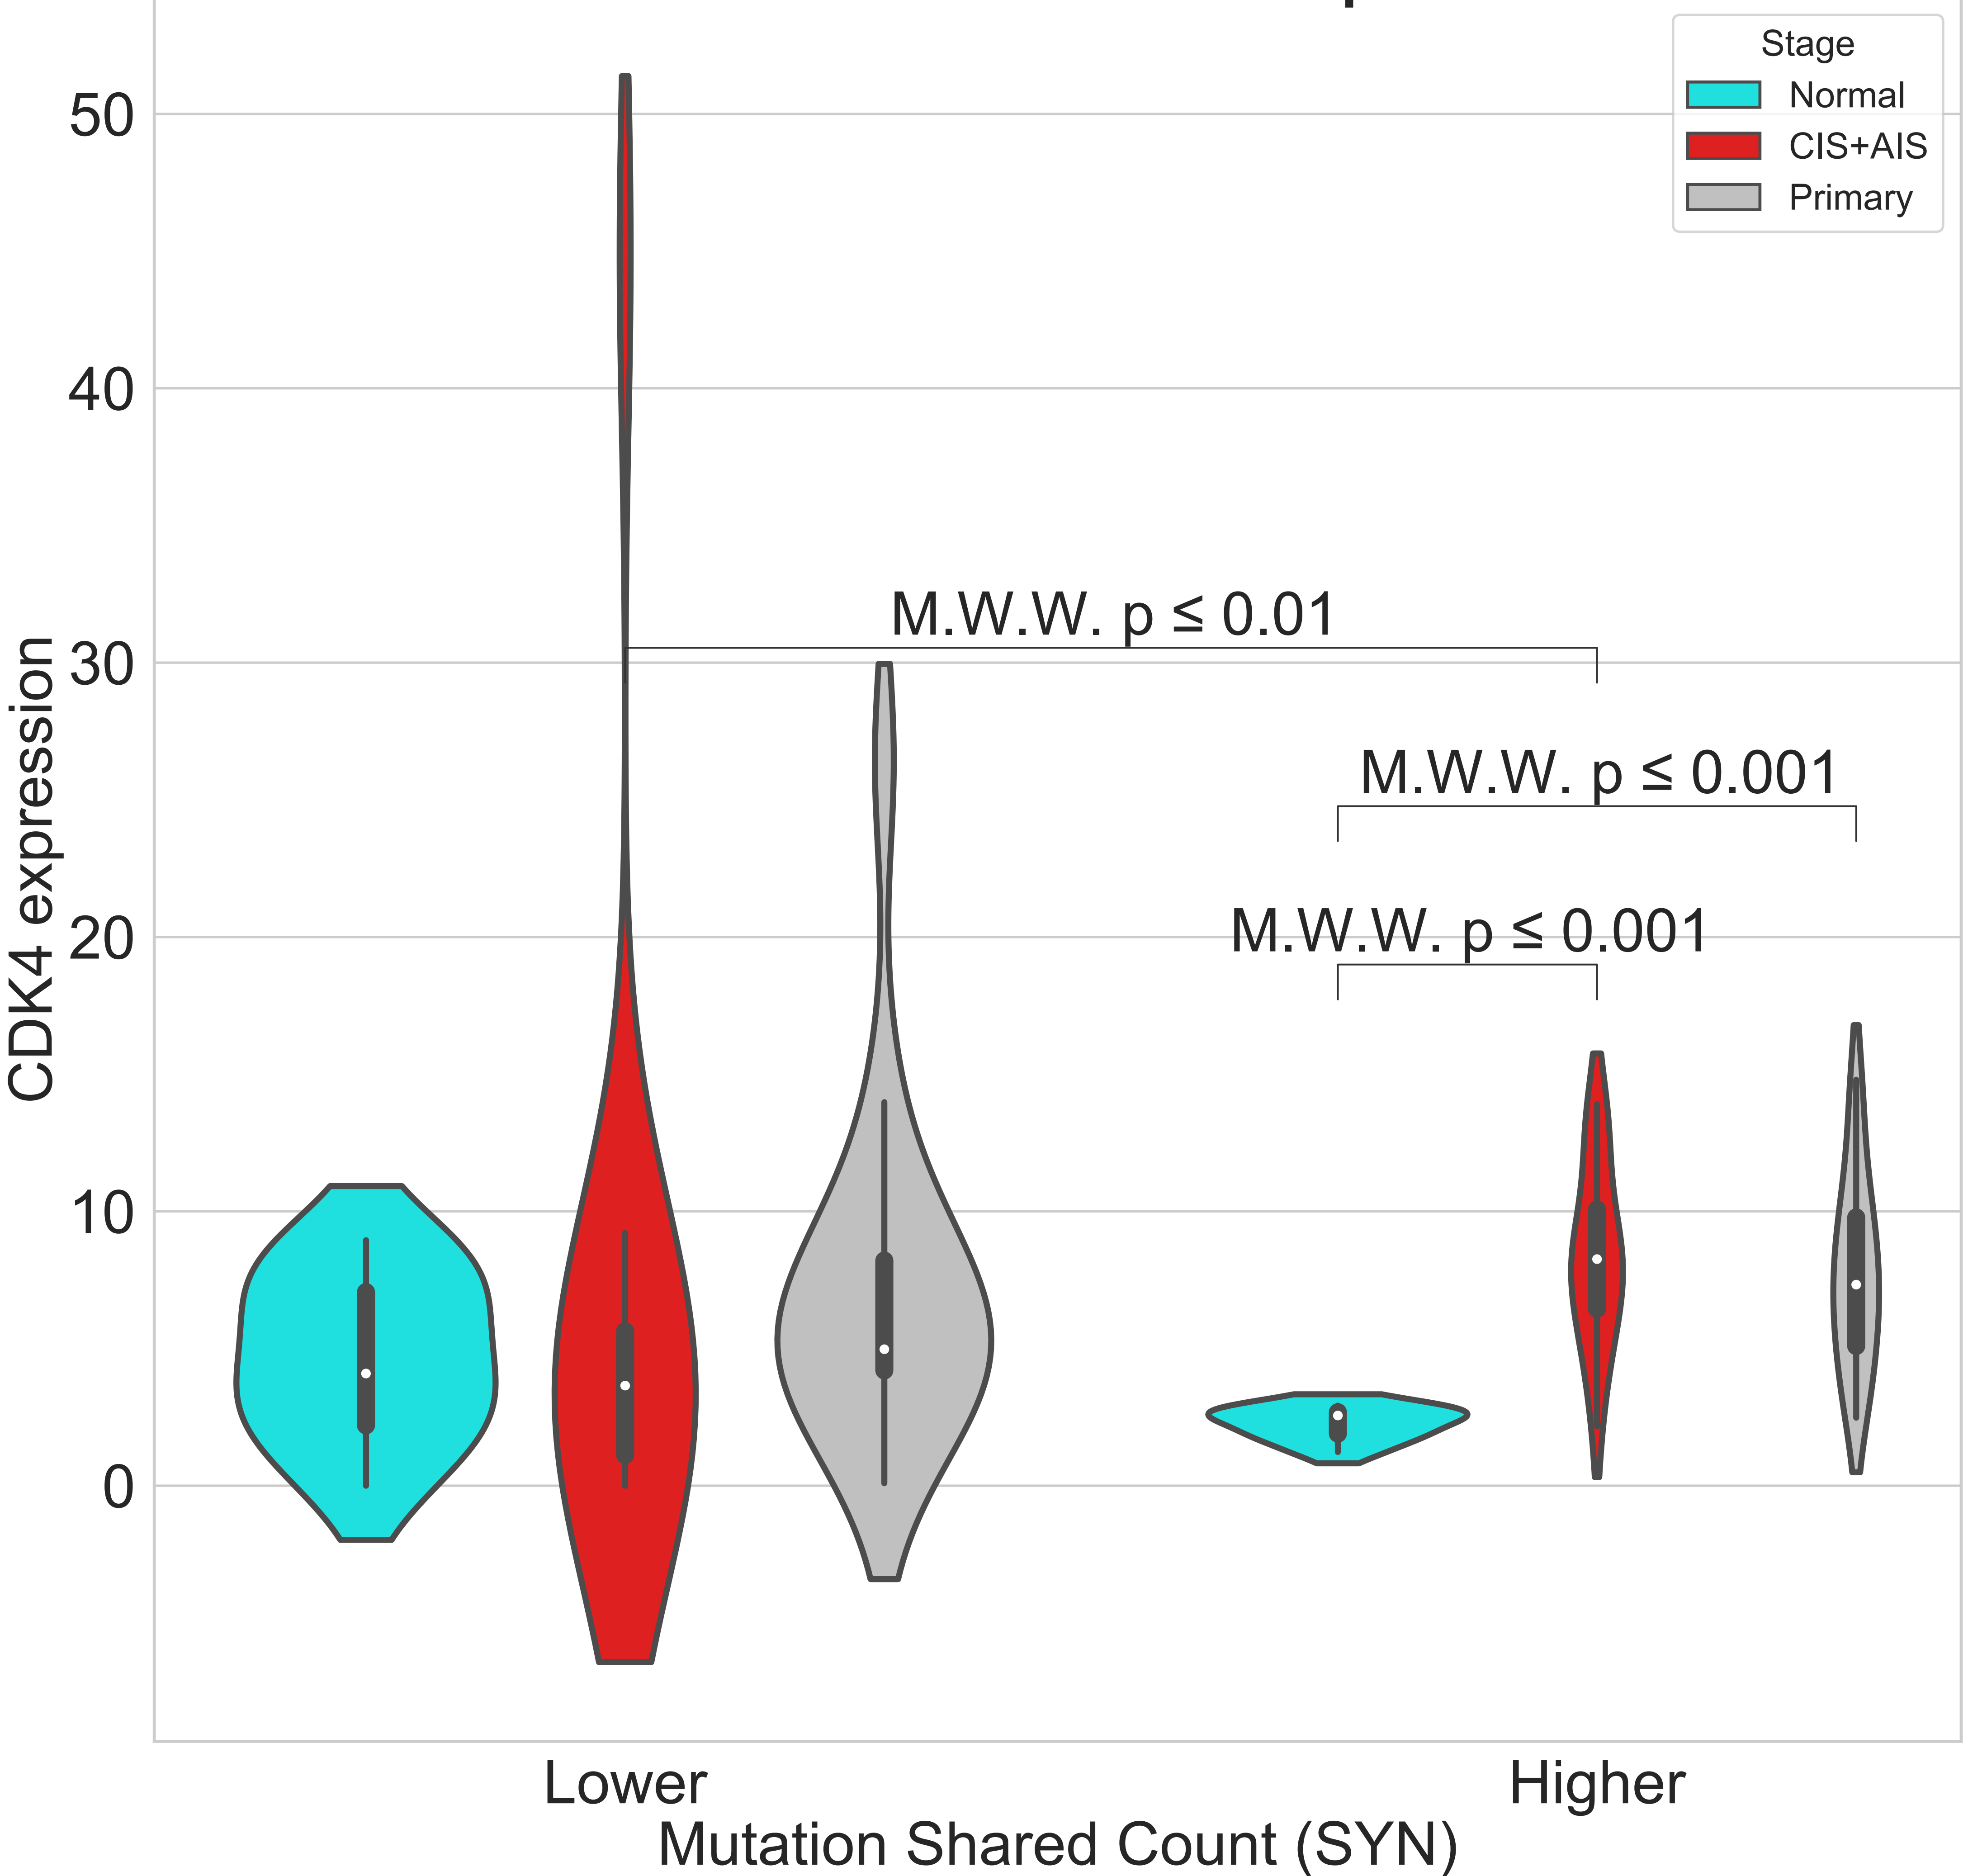 Stage
Normal
CIS+AIS
Primary
50
40
30
20
10
0
CDK4 expression
M.W.W. p ≤ 0.01
M.W.W. p ≤ 0.001
M.W.W. p ≤ 0.001
Lower
Higher
Mutation Shared Count (SYN)